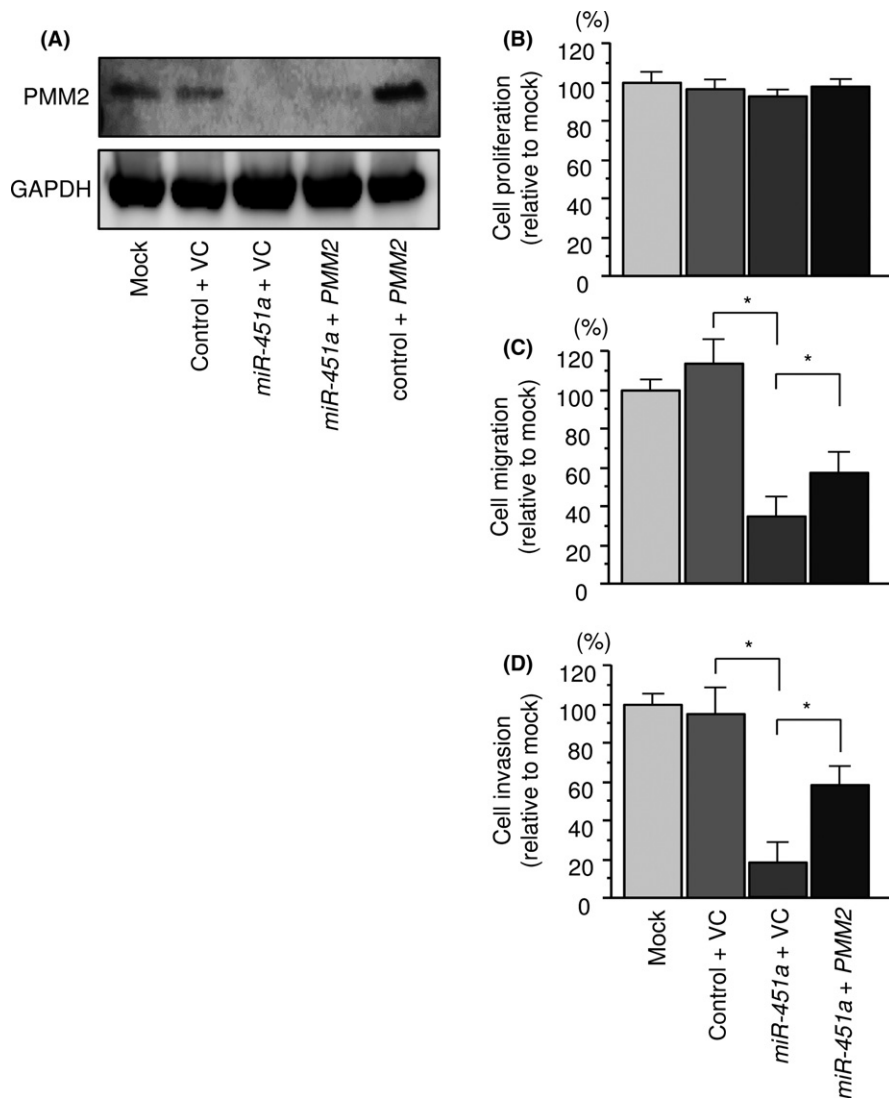 (A)
PMM2
GAPDH
Mock
Control + VC
miR-451a + VC
miR-451a + PMM2
control + PMM2
(B)
(%)
120
100
80
60
40
20
0
Cell proliferation
(relative to mock)
(C)
(%)
120
100
80
60
40
20
0
Cell migration
(relative to mock)
*
*
(D)
(%)
120
100
80
60
40
20
0
Cell invasion
(relative to mock)
*
*
Mock
Control + VC
miR-451a + VC
miR-451a + PMM2